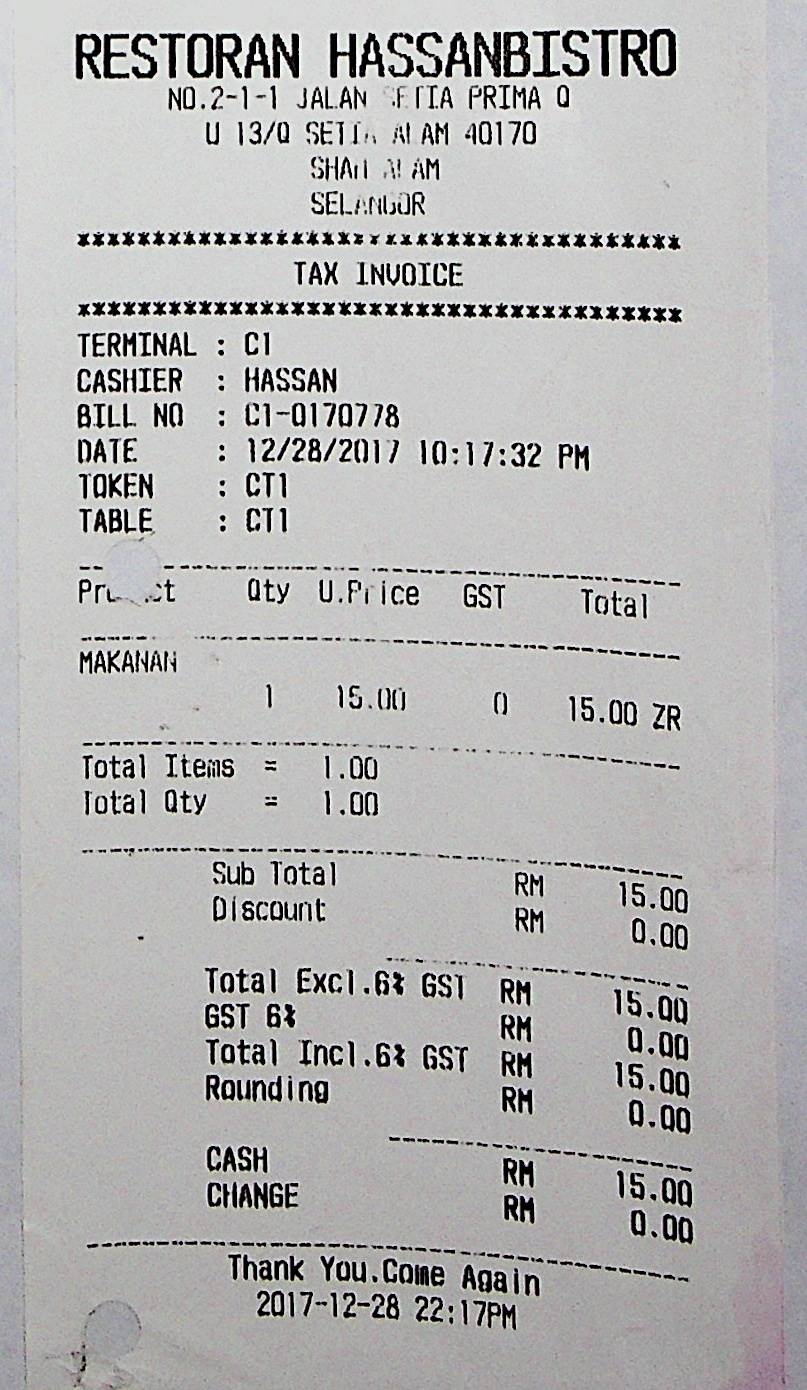 RESTORAN HASSANBISTRO
NO.2-1-1 JALAN SETIA PRIMA Q
U 13/Q SETIA ALAM 40170
SHAH ALAM
SELANGOR
***************************************
TAX INVOICE
***************************************
TERMINAL : C1
CASHIER : HASSAN
BILL NO : C1-0170778
DATE : 12/28/2017 10:17:32 PM
TOKEN : CT1
TABLE : CT1
Qty U.Price GST Total
MAKANAN
1 15.00 0 15.00 ZR
Total Items = 1.00
Total Qty = 1.00
Sub Total RM 15.00
Discount RM 0.00
Total Excl.6% GST RM 15.00
GST 6% RM 0.00
Total Incl.6% GST RM 15.00
Rounding RM 0.00
CASH RM 15.00
CHANGE RM 0.00
Thank You.Come Again
2017-12-28 22:17PM